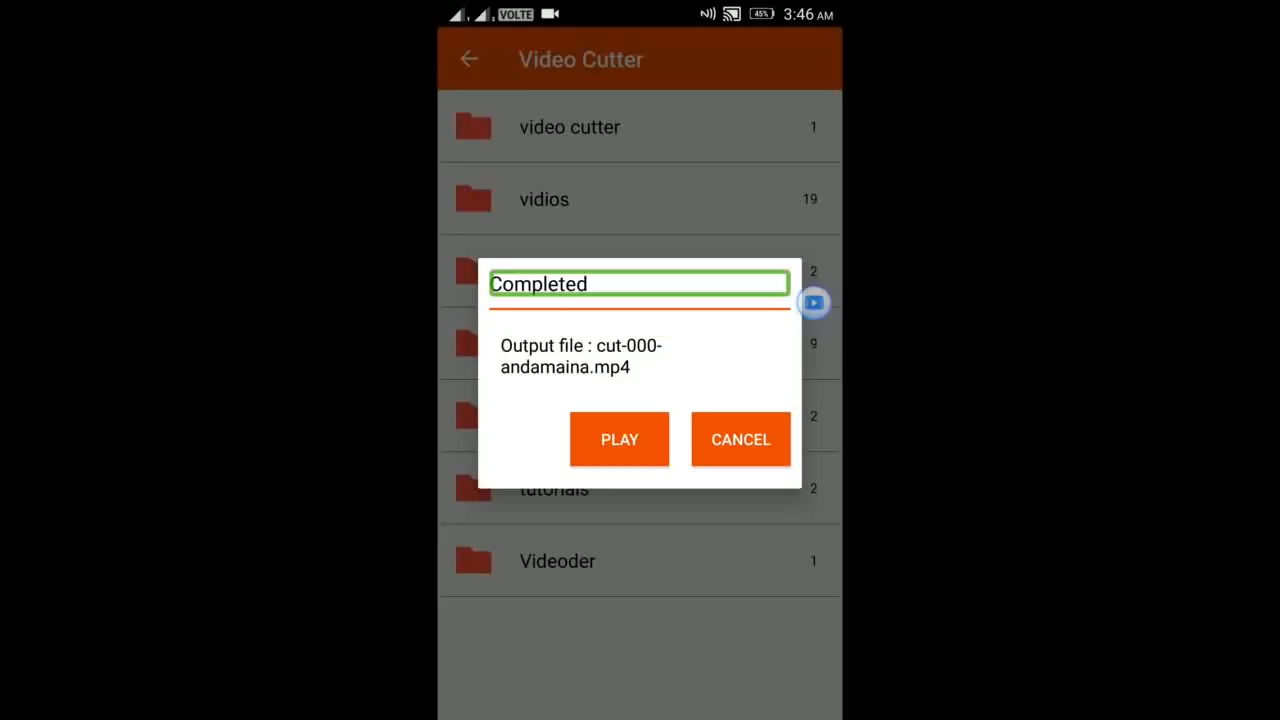 VOLTE 45% 3:46 AM
Video Cutter
video cutter 1
vidios 19
2
Completed
Output file : cut-000-
andamaina.mp4
9
2
PLAY CANCEL
tutorials 2
Videoder 1